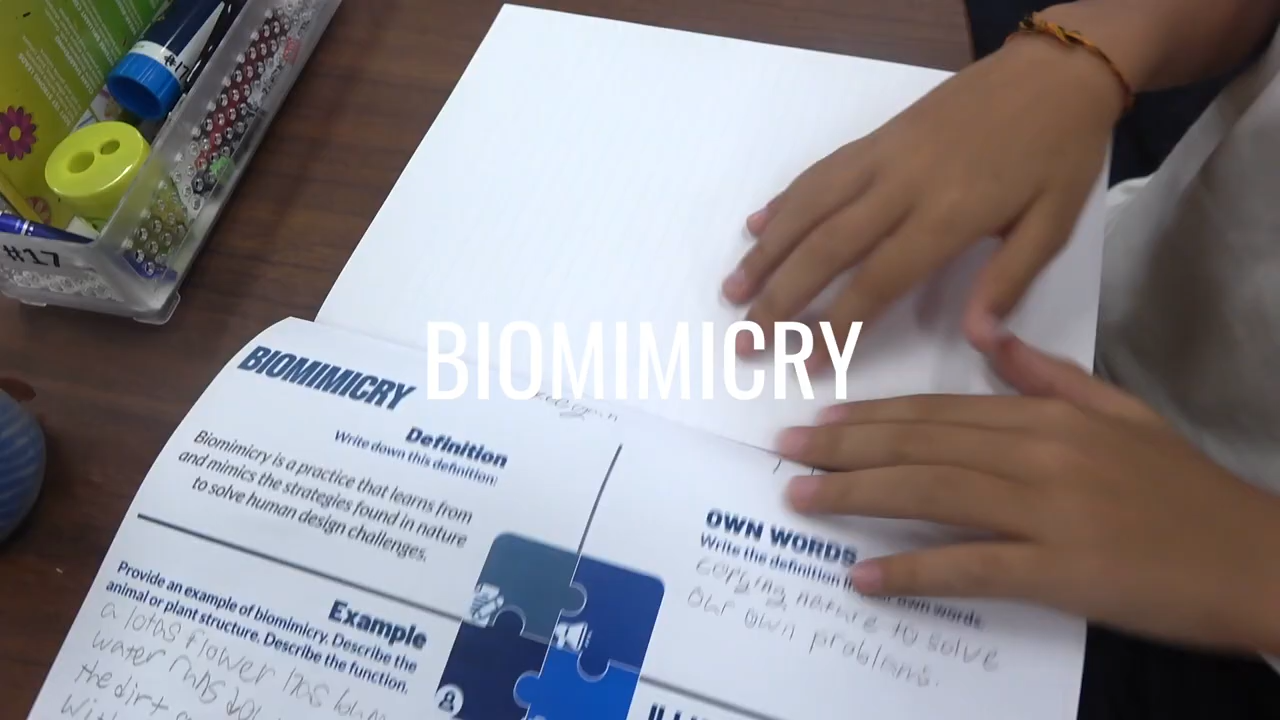 #17
BIOMIMICRY
BIOMIMICRY
Definition
Write down this definition:
Biomimicry is a practice that learns from
and mimics the strategies found in nature
to solve human design challenges.
OWN WORDS
Write the definition in your own words
copying nature to solve
our own problems.
Example
Provide an example of biomimicry. Describe the
animal or plant structure. Describe the function.
a lotas flower has
water runs
the dirt